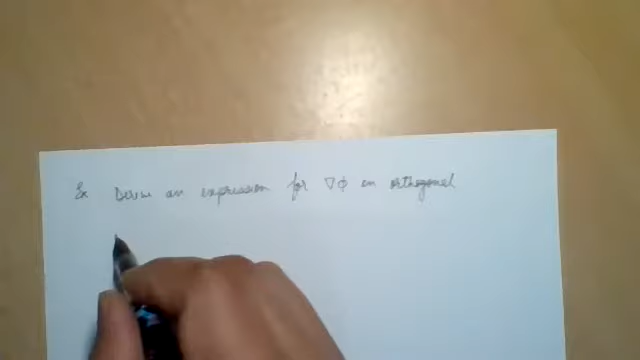 Ex Derive an expression for ∇ϕ in orthogonal